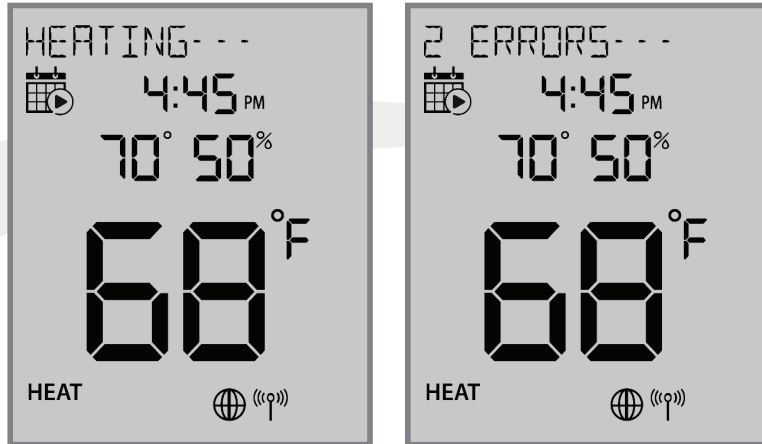 HEATING---
4:45 PM
70° 50%
68°F
HEAT
2 ERRORS---
4:45 PM
70° 50%
68°F
HEAT